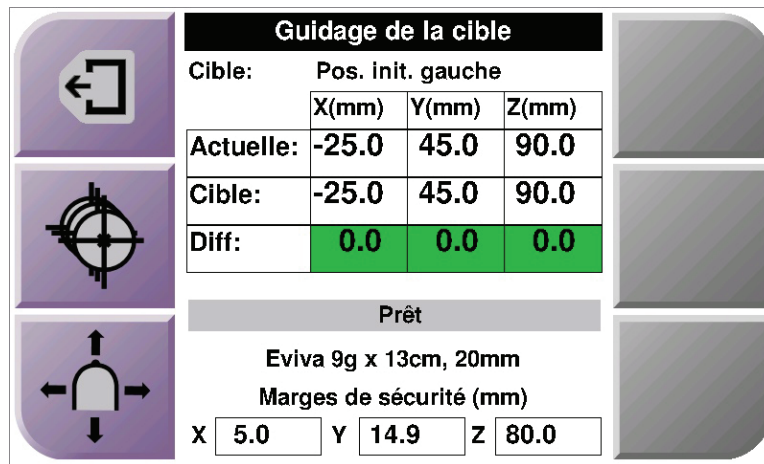 Guidage de la cible
Cible: Pos. init. gauche
X(mm) Y(mm) Z(mm)
Actuelle: -25.0 45.0 90.0
Cible: -25.0 45.0 90.0
Diff: 0.0 0.0 0.0
Prêt
Eviva 9g x 13cm, 20mm
Marges de sécurité (mm)
X 5.0 Y 14.9 Z 80.0